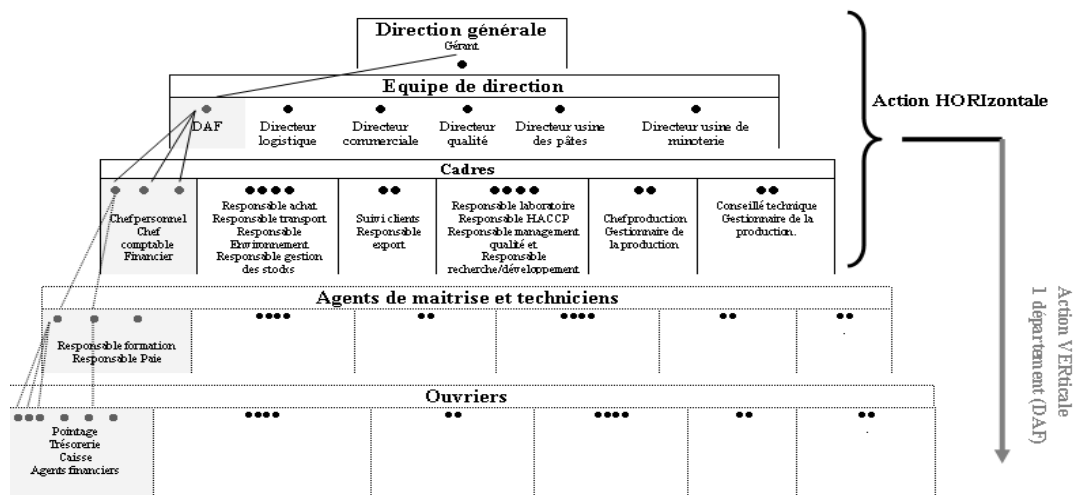 Direction générale
Gérant
Equipe de direction
DAF
Directeur
logistique
Directeur
commerciale
Directeur
qualité
Directeur usine
des pâtes
Directeur usine de
minoterie
Action HORIzontale
Cadres
Chef personnel
Chef
comptable
Financier
Responsable achat
Responsable transport
Responsable
Environnement
Responsable gestion
des stocks
Suivi clients
Responsable
export
Responsable laboratoire
Responsable HACCP
Responsable management
qualité et
Responsable
recherche/développement
Chef production
Gestionnaire de
la production
Conseillé technique
Gestionnaire de la
production.
Agents de maitrise et techniciens
Responsable formation
Responsable Paie
Action VERticale
1 département (DAF)
Ouvriers
Pointage
Trésorerie
Caisse
Agents financiers